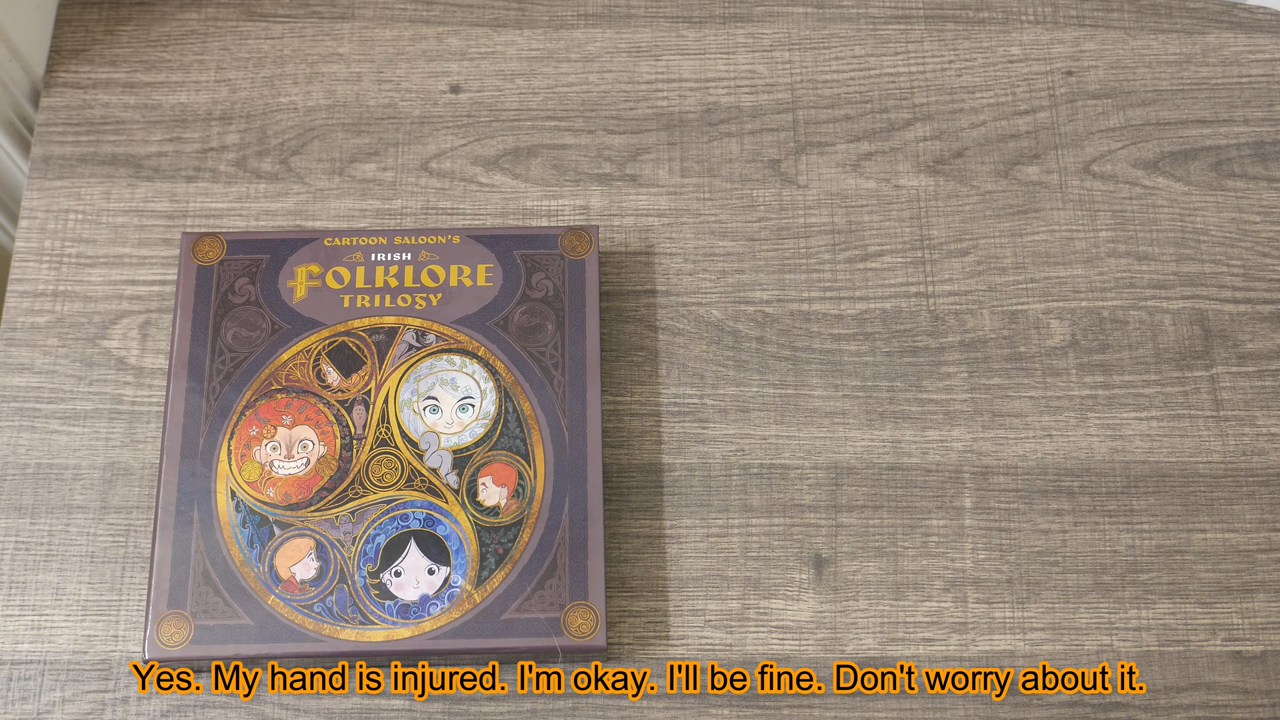 CARTOON SALOON'S
IRISH
FOLKLORE
TRILOGY
Yes. My hand is injured. I'm okay. I'll be fine. Don't worry about it.